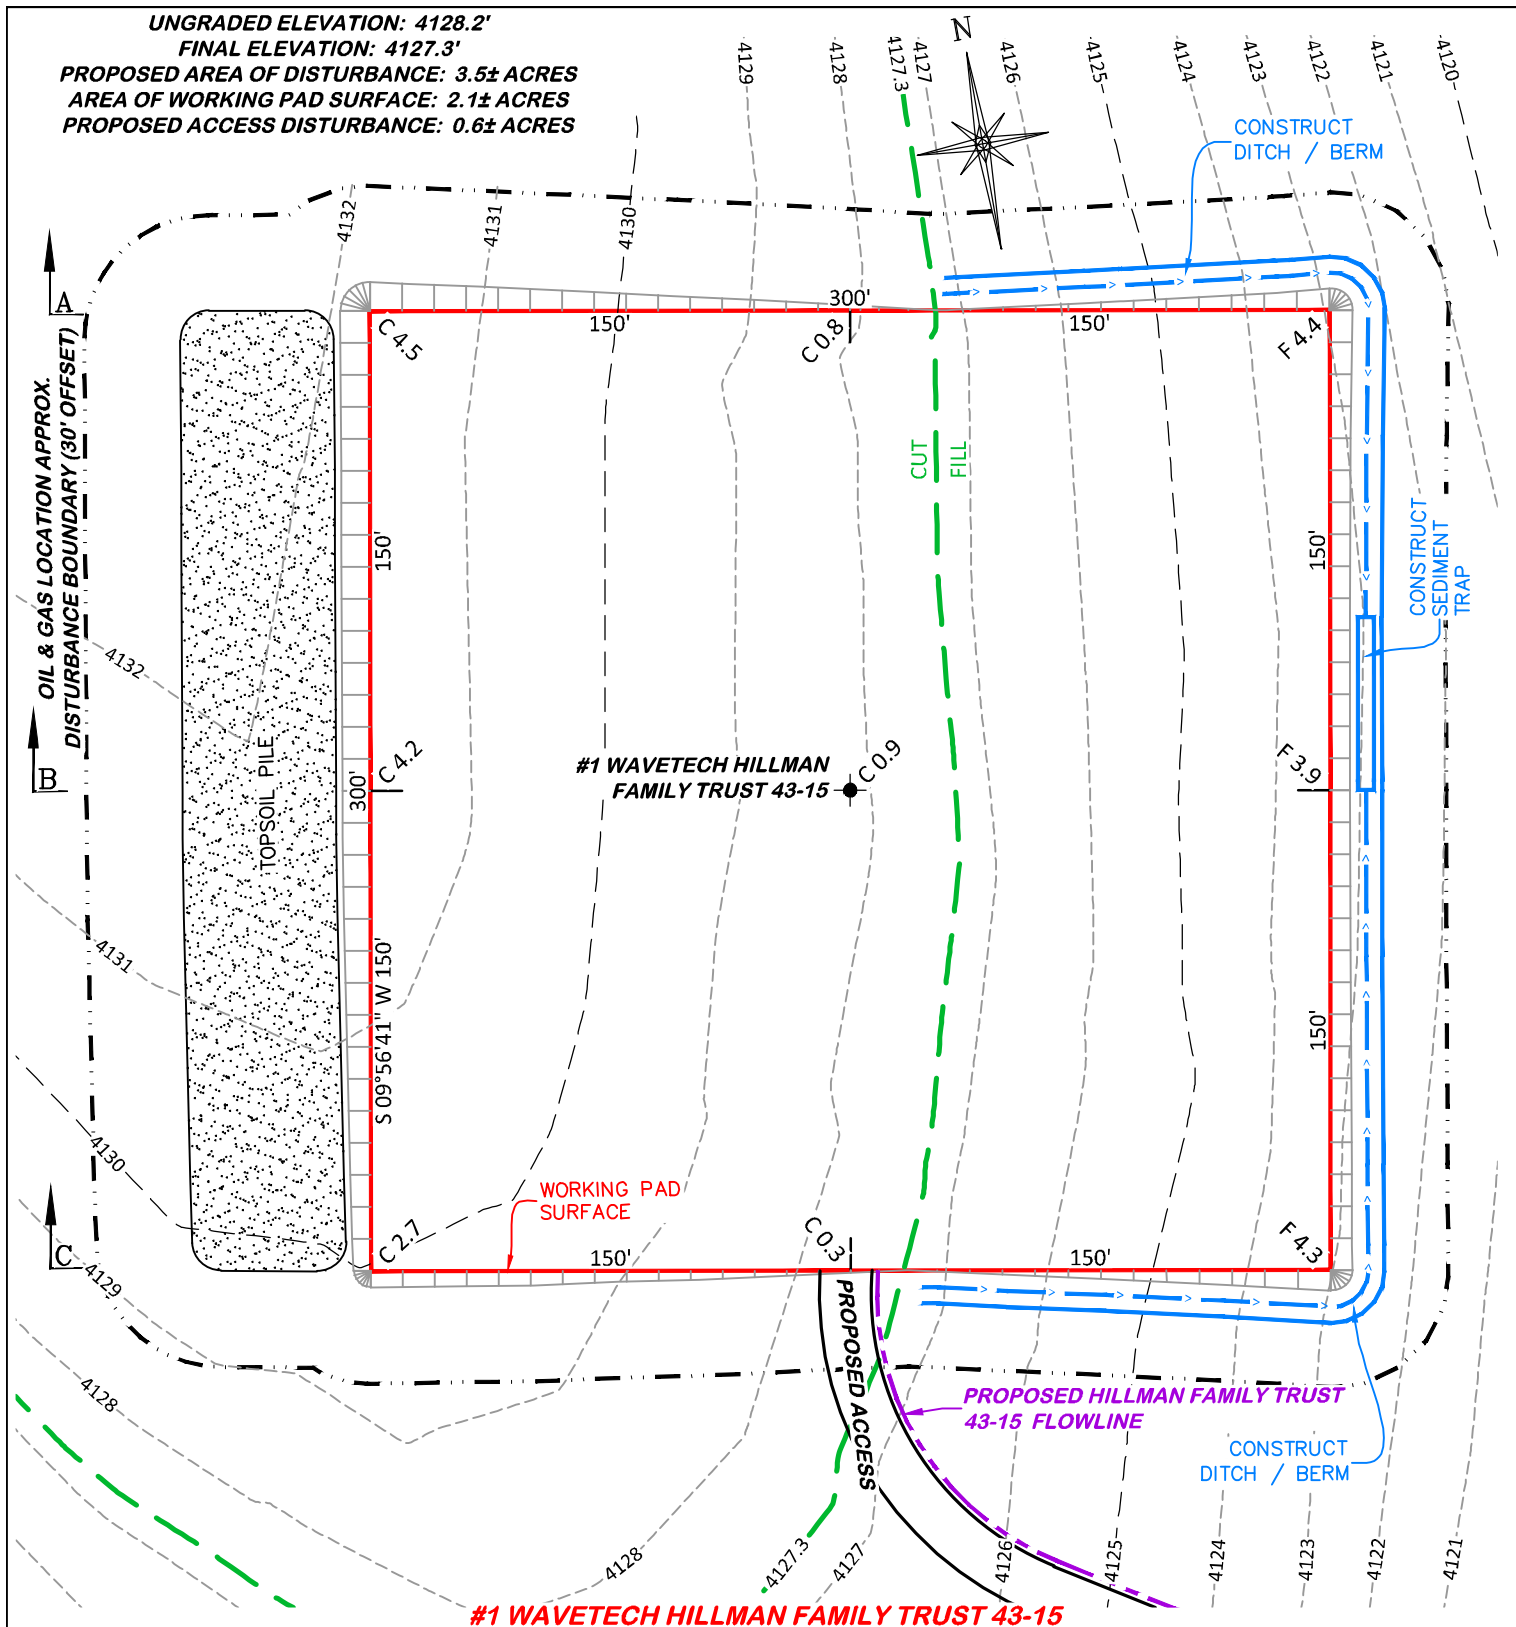 UNGRADED ELEVATION: 4128.2'
FINAL ELEVATION: 4127.3'
PROPOSED AREA OF DISTURBANCE: 3.5± ACRES
AREA OF WORKING PAD SURFACE: 2.1± ACRES
PROPOSED ACCESS DISTURBANCE: 0.6± ACRES
4129
4128
4127.3
4127
N
4126
4125
4124
4123
4122
4121
4120
CONSTRUCT
DITCH / BERM
4132
4131
4130
A
OIL & GAS LOCATION APPROX.
DISTURBANCE BOUNDARY (30' OFFSET)
C 4.5
150'
300'
C 0.8
150'
F 4.4
CUT
FILL
150'
150'
CONSTRUCT
SEDIMENT
TRAP
4132
B
TOPSOIL PILE
300'
C 4.2
#1 WAVETECH HILLMAN
FAMILY TRUST 43-15
C 0.9
F 3.9
4131
S 09°56'41" W 150'
150'
4130
WORKING PAD
SURFACE
C
C 2.7
150'
C 0.3
150'
F 4.3
4129
PROPOSED ACCESS
4128
PROPOSED HILLMAN FAMILY TRUST
43-15 FLOWLINE
CONSTRUCT
DITCH / BERM
4128
4127.3
4127
4126
4125
4124
4123
4122
4121
#1 WAVETECH HILLMAN FAMILY TRUST 43-15